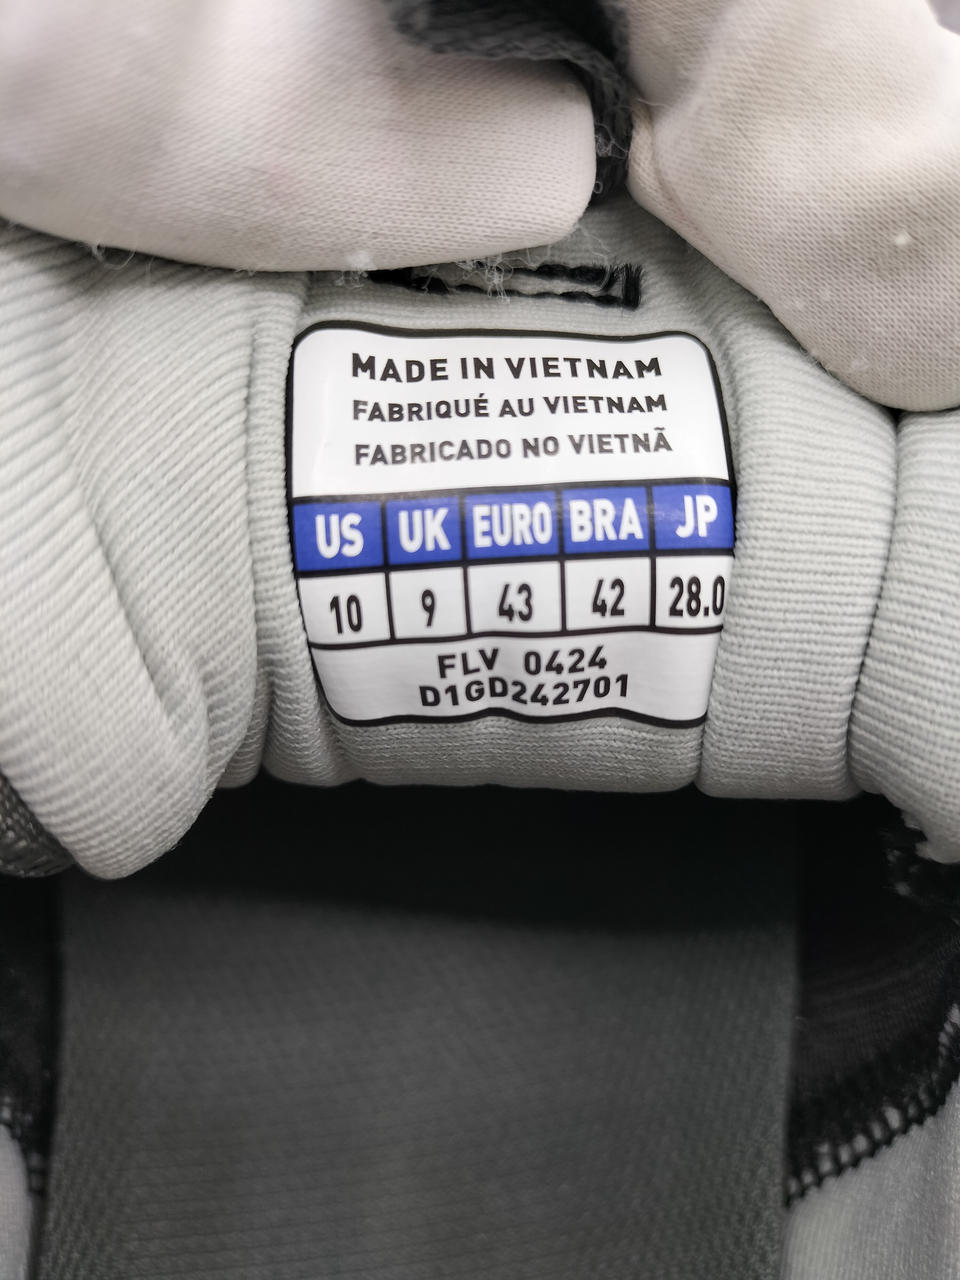 MADE IN VIETNAM
FABRIQUÉ AU VIETNAM
FABRICADO NO VIETNÃ
US UK EURO BRA JP
10 9 43 42 28.0
FLV 0424
D1GD242701